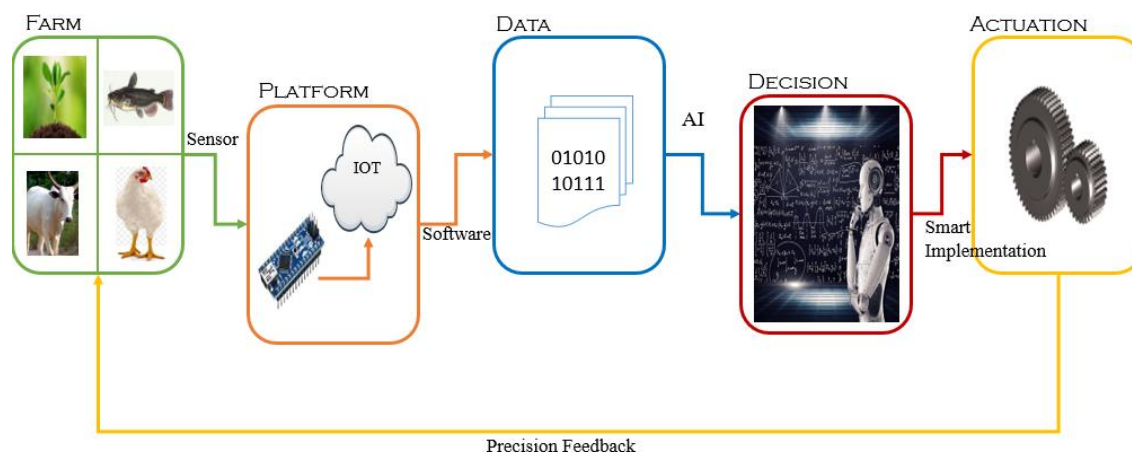 FARM
Sensor
PLATFORM
IOT
Software
DATA
01010
10111
AI
DECISION
Smart
Implementation
ACTUATION
Precision Feedback